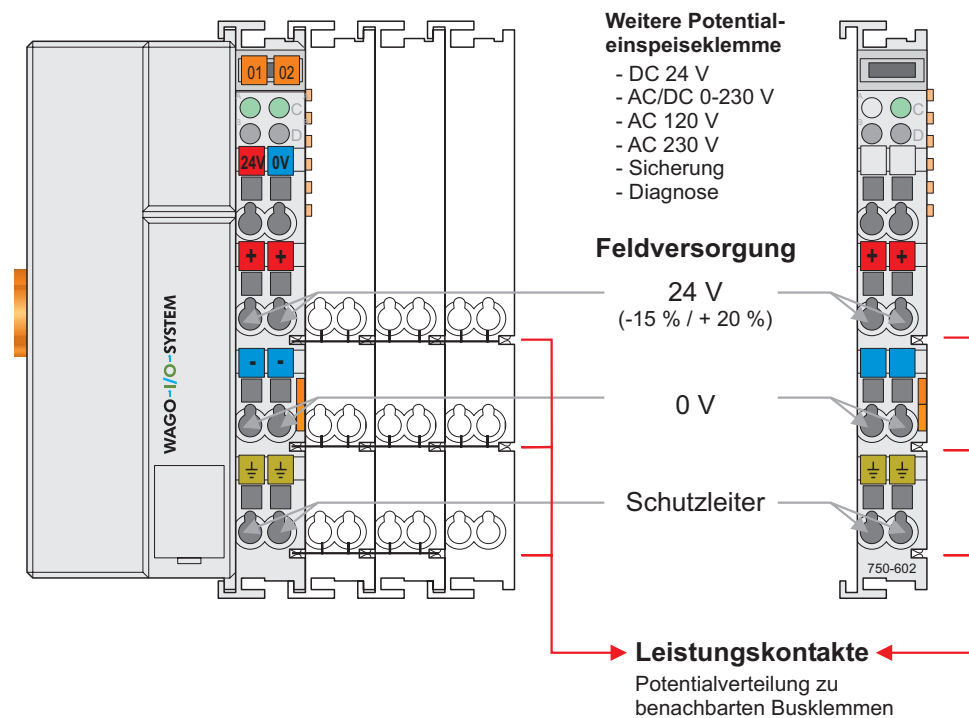 Weitere Potential-
einspeiseklemme
- DC 24 V
- AC/DC 0-230 V
- AC 120 V
- AC 230 V
- Sicherung
- Diagnose
01 02
A C
B D
24V 0V
+ +
- -
WAGO-I/O-SYSTEM
Feldversorgung
24 V
(-15 % / + 20 %)
0 V
Schutzleiter
A C
B D
+ +
750-602
Leistungskontakte
Potentialverteilung zu
benachbarten Busklemmen